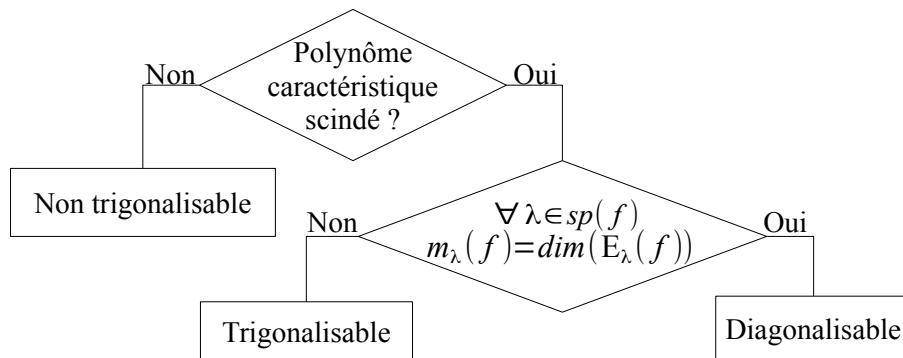 Polynôme
caractéristique
scindé ?
Non
Oui
Non trigonalisable
∀ λ∈sp(f)
m_λ(f)=dim(E_λ(f))
Non
Oui
Trigonalisable
Diagonalisable